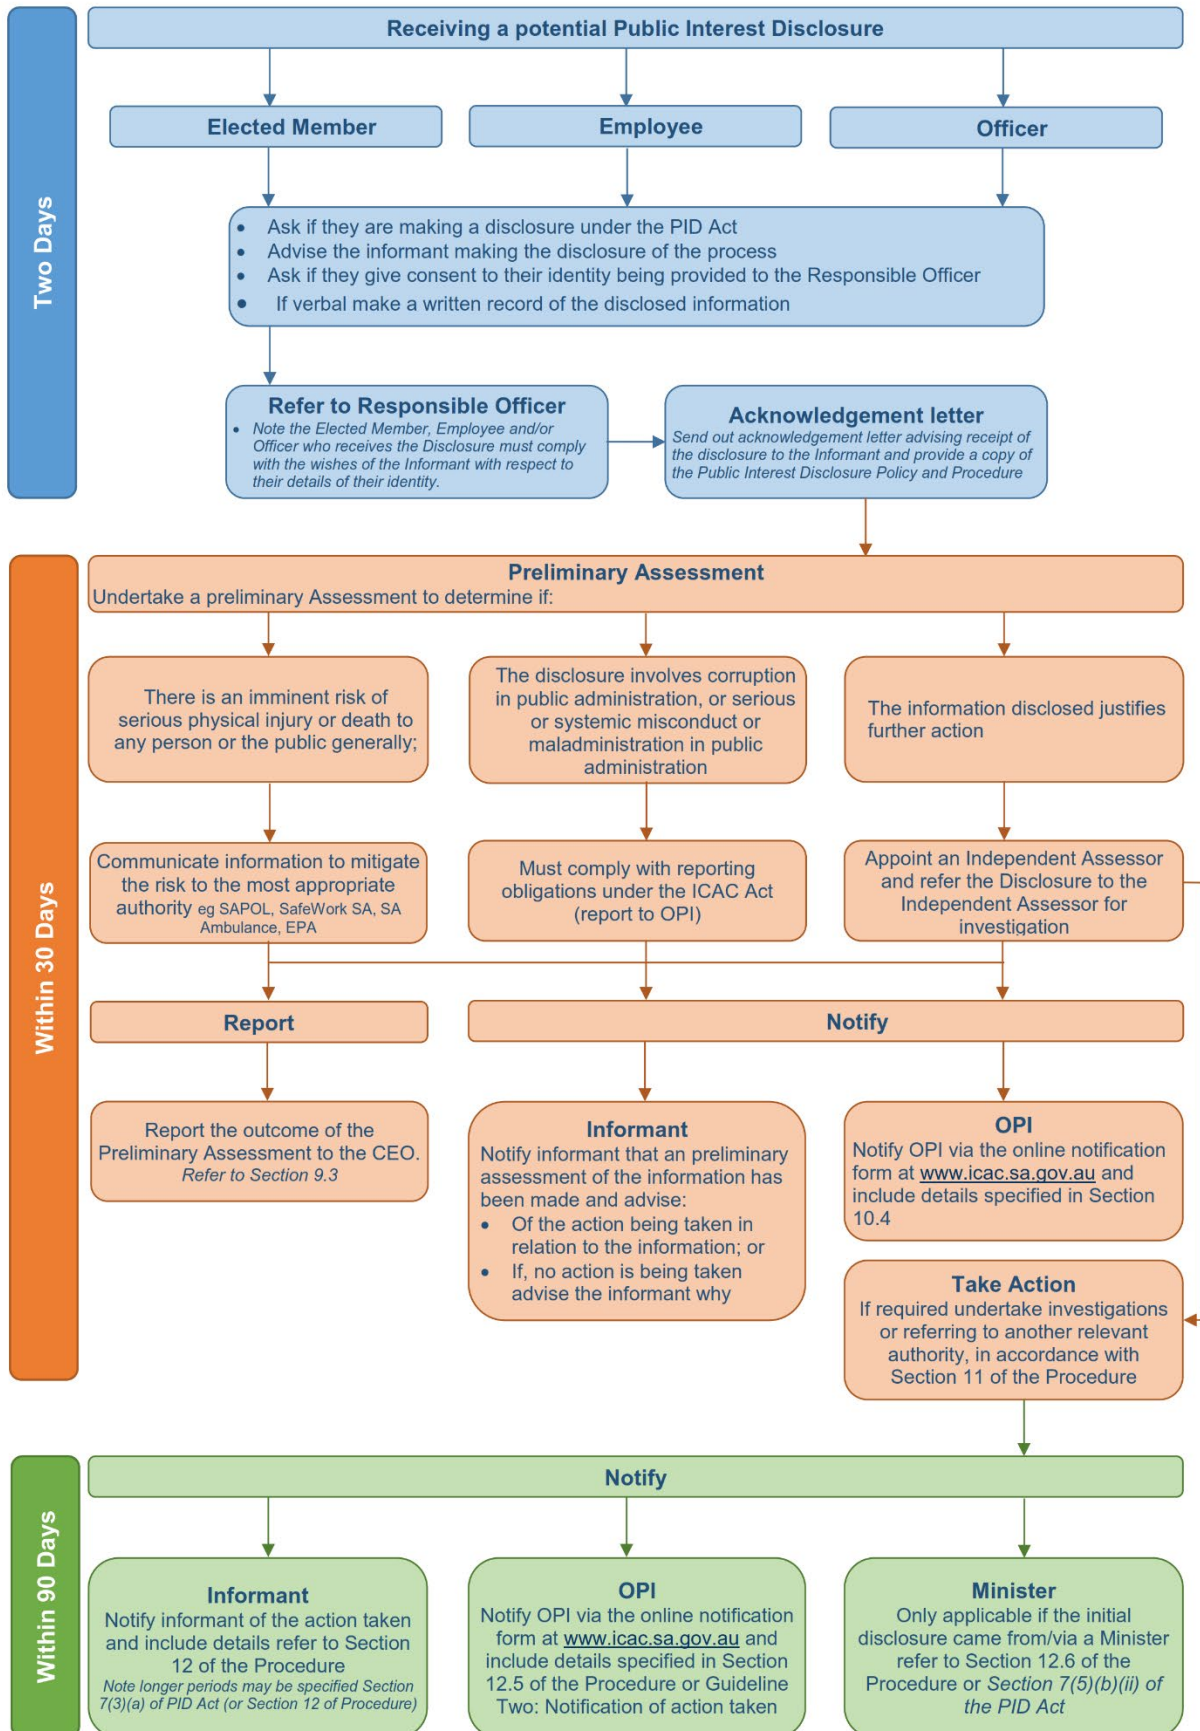 Two Days
Receiving a potential Public Interest Disclosure
Elected Member
Employee
Officer
• Ask if they are making a disclosure under the PID Act
• Advise the informant making the disclosure of the process
• Ask if they give consent to their identity being provided to the Responsible Officer
• If verbal make a written record of the disclosed information
Refer to Responsible Officer
• Note the Elected Member, Employee and/or
Officer who receives the Disclosure must comply
with the wishes of the Informant with respect to
their details of their identity.
Acknowledgement letter
Send out acknowledgement letter advising receipt of
the disclosure to the Informant and provide a copy of
the Public Interest Disclosure Policy and Procedure
Within 30 Days
Preliminary Assessment
Undertake a preliminary Assessment to determine if:
There is an imminent risk of
serious physical injury or death to
any person or the public generally;
The disclosure involves corruption
in public administration, or serious
or systemic misconduct or
maladministration in public
administration
The information disclosed justifies
further action
Communicate information to mitigate
the risk to the most appropriate
authority eg SAPOL, SafeWork SA, SA
Ambulance, EPA
Must comply with reporting
obligations under the ICAC Act
(report to OPI)
Appoint an Independent Assessor
and refer the Disclosure to the
Independent Assessor for
investigation
Report
Notify
Report the outcome of the
Preliminary Assessment to the CEO.
Refer to Section 9.3
Informant
Notify informant that an preliminary
assessment of the information has
been made and advise:
• Of the action being taken in
relation to the information; or
• If, no action is being taken
advise the informant why
OPI
Notify OPI via the online notification
form at www.icac.sa.gov.au and
include details specified in Section
10.4
Take Action
If required undertake investigations
or referring to another relevant
authority, in accordance with
Section 11 of the Procedure
Within 90 Days
Notify
Informant
Notify informant of the action taken
and include details refer to Section
12 of the Procedure
Note longer periods may be specified Section
7(3)(a) of PID Act (or Section 12 of Procedure)
OPI
Notify OPI via the online notification
form at www.icac.sa.gov.au and
include details specified in Section
12.5 of the Procedure or Guideline
Two: Notification of action taken
Minister
Only applicable if the initial
disclosure came from/via a Minister
refer to Section 12.6 of the
Procedure or Section 7(5)(b)(ii) of
the PID Act